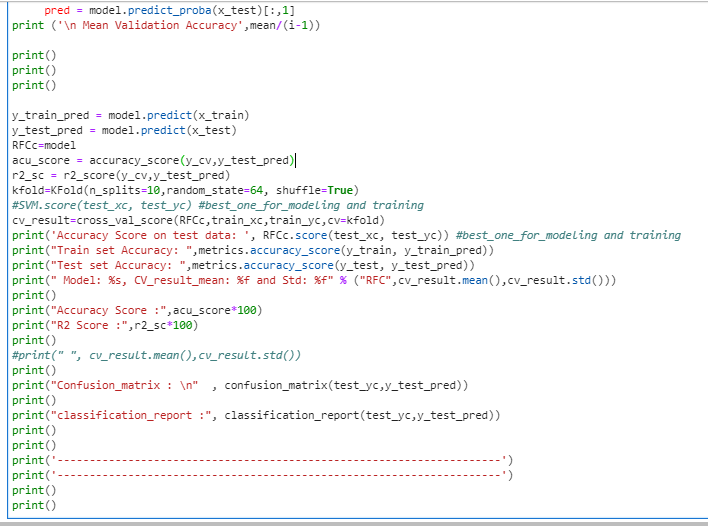 pred = model.predict_proba(x_test)[:,1]
print ('\n Mean Validation Accuracy',mean/(i-1))
print()
print()
print()
y_train_pred = model.predict(x_train)
y_test_pred = model.predict(x_test)
RFCc=model
acu_score = accuracy_score(y_cv,y_test_pred)
r2_sc = r2_score(y_cv,y_test_pred)
kfold=KFold(n_splits=10,random_state=64, shuffle=True)
#SVM.score(test_xc, test_yc) #best_one_for_modeling and training
cv_result=cross_val_score(RFCc,train_xc,train_yc,cv=kfold)
print('Accuracy Score on test data: ', RFCc.score(test_xc, test_yc)) #best_one_for_modeling and training
print("Train set Accuracy: ",metrics.accuracy_score(y_train, y_train_pred))
print("Test set Accuracy: ",metrics.accuracy_score(y_test, y_test_pred))
print(" Model: %s, CV_result_mean: %f and Std: %f" % ("RFC",cv_result.mean(),cv_result.std()))
print()
print("Accuracy Score :",acu_score*100)
print("R2 Score :",r2_sc*100)
print()
#print(" ", cv_result.mean(),cv_result.std())
print()
print("Confusion_matrix : \n"  , confusion_matrix(test_yc,y_test_pred))
print()
print("classification_report :", classification_report(test_yc,y_test_pred))
print()
print()
print('---------------------------------------------------------------------')
print('---------------------------------------------------------------------')
print()
print()